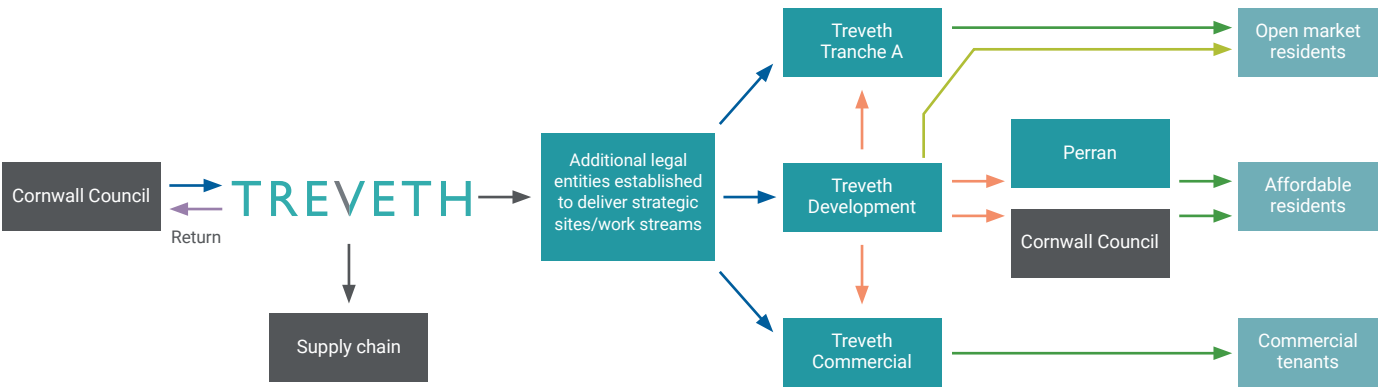 Cornwall Council
TREVETH
Return
Supply chain
Additional legal
entities established
to deliver strategic
sites/work streams
Treveth
Tranche A
Treveth
Development
Treveth
Commercial
Perran
Cornwall Council
Open market
residents
Affordable
residents
Commercial
tenants